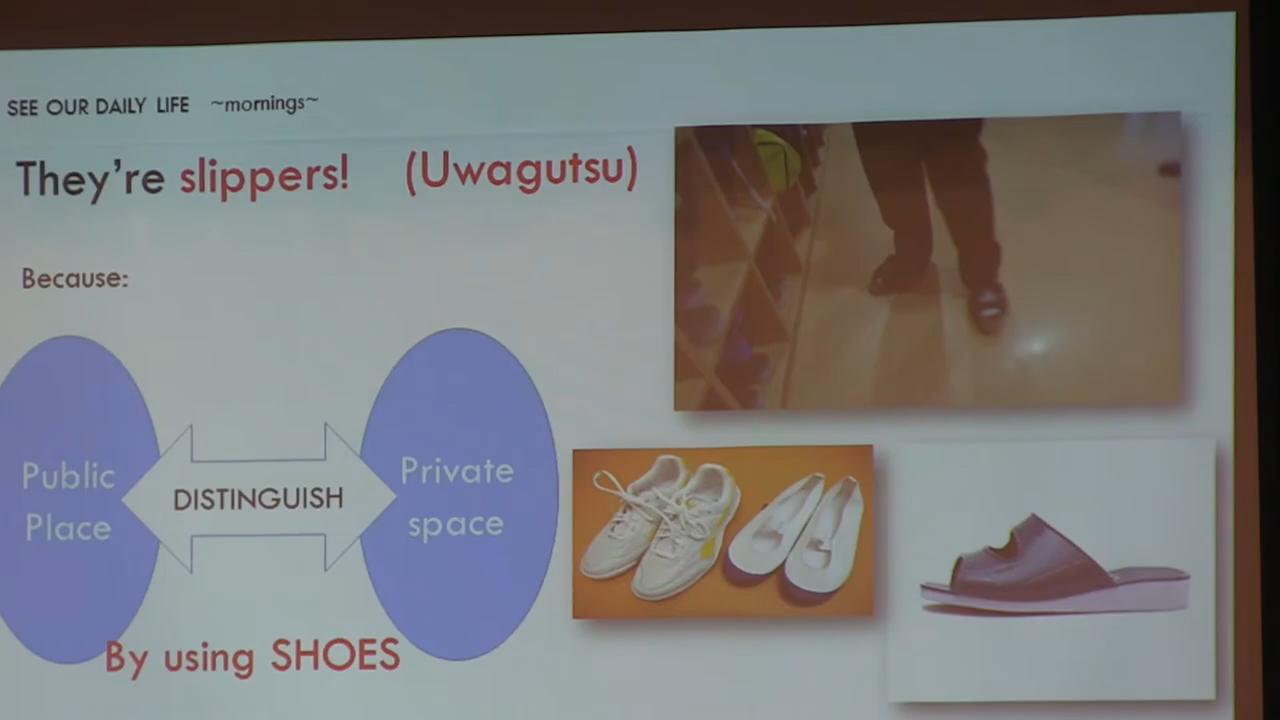 SEE OUR DAILY LIFE ~mornings~
They're slippers! (Uwagutsu)
Because:
Public
Place
DISTINGUISH
Private
space
By using SHOES